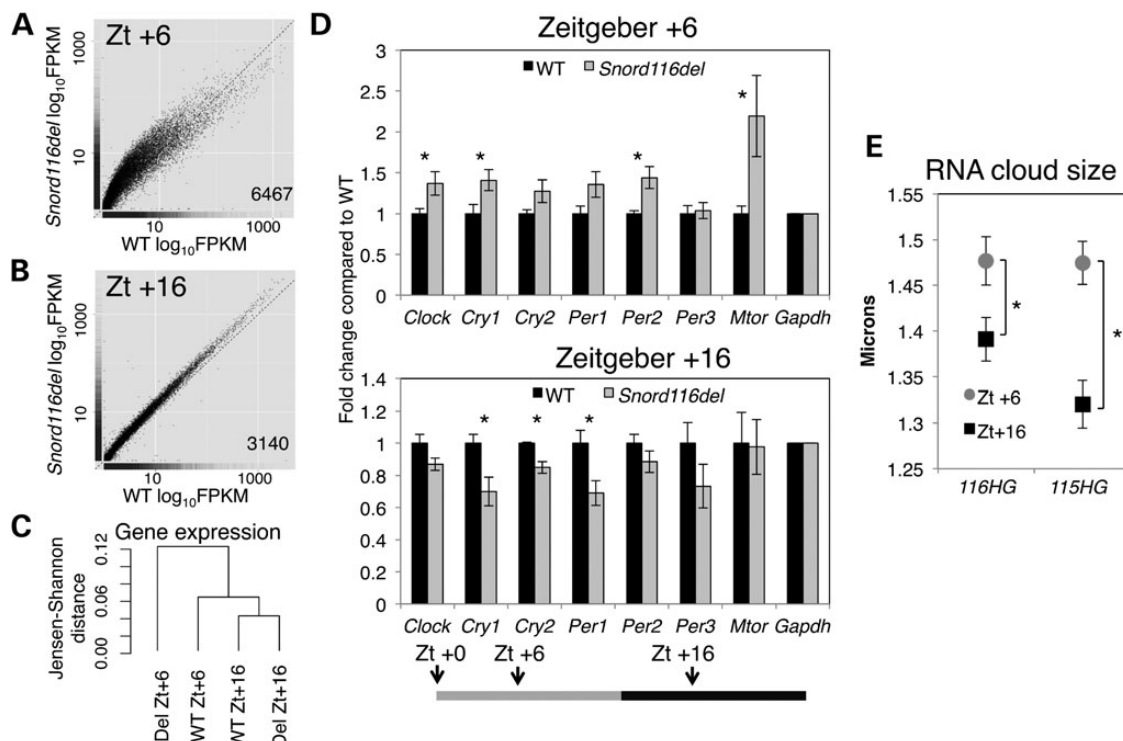 A
Zt +6
Snord116del log10FPKM
1000
10
6467
10
1000
WT log10FPKM
B
Zt +16
Snord116del log10FPKM
1000
10
3140
10
1000
WT log10FPKM
C
Gene expression
Jensen-Shannon
distance
0.12
0.06
0.00
Del Zt+6
WT Zt+6
WT Zt+16
Del Zt+16
D
Zeitgeber +6
Fold change compared to WT
3
2.5
2
1.5
1
0.5
0
WT Snord116del
* * * *
Clock Cry1 Cry2 Per1 Per2 Per3 Mtor Gapdh
Zeitgeber +16
1.4
1.2
1
0.8
0.6
0.4
0.2
0
WT Snord116del
* * *
Clock Cry1 Cry2 Per1 Per2 Per3 Mtor Gapdh
Zt +0 Zt +6 Zt +16
E
RNA cloud size
Microns
1.55
1.5
1.45
1.4
1.35
1.3
1.25
*
*
Zt +6
Zt+16
116HG 115HG